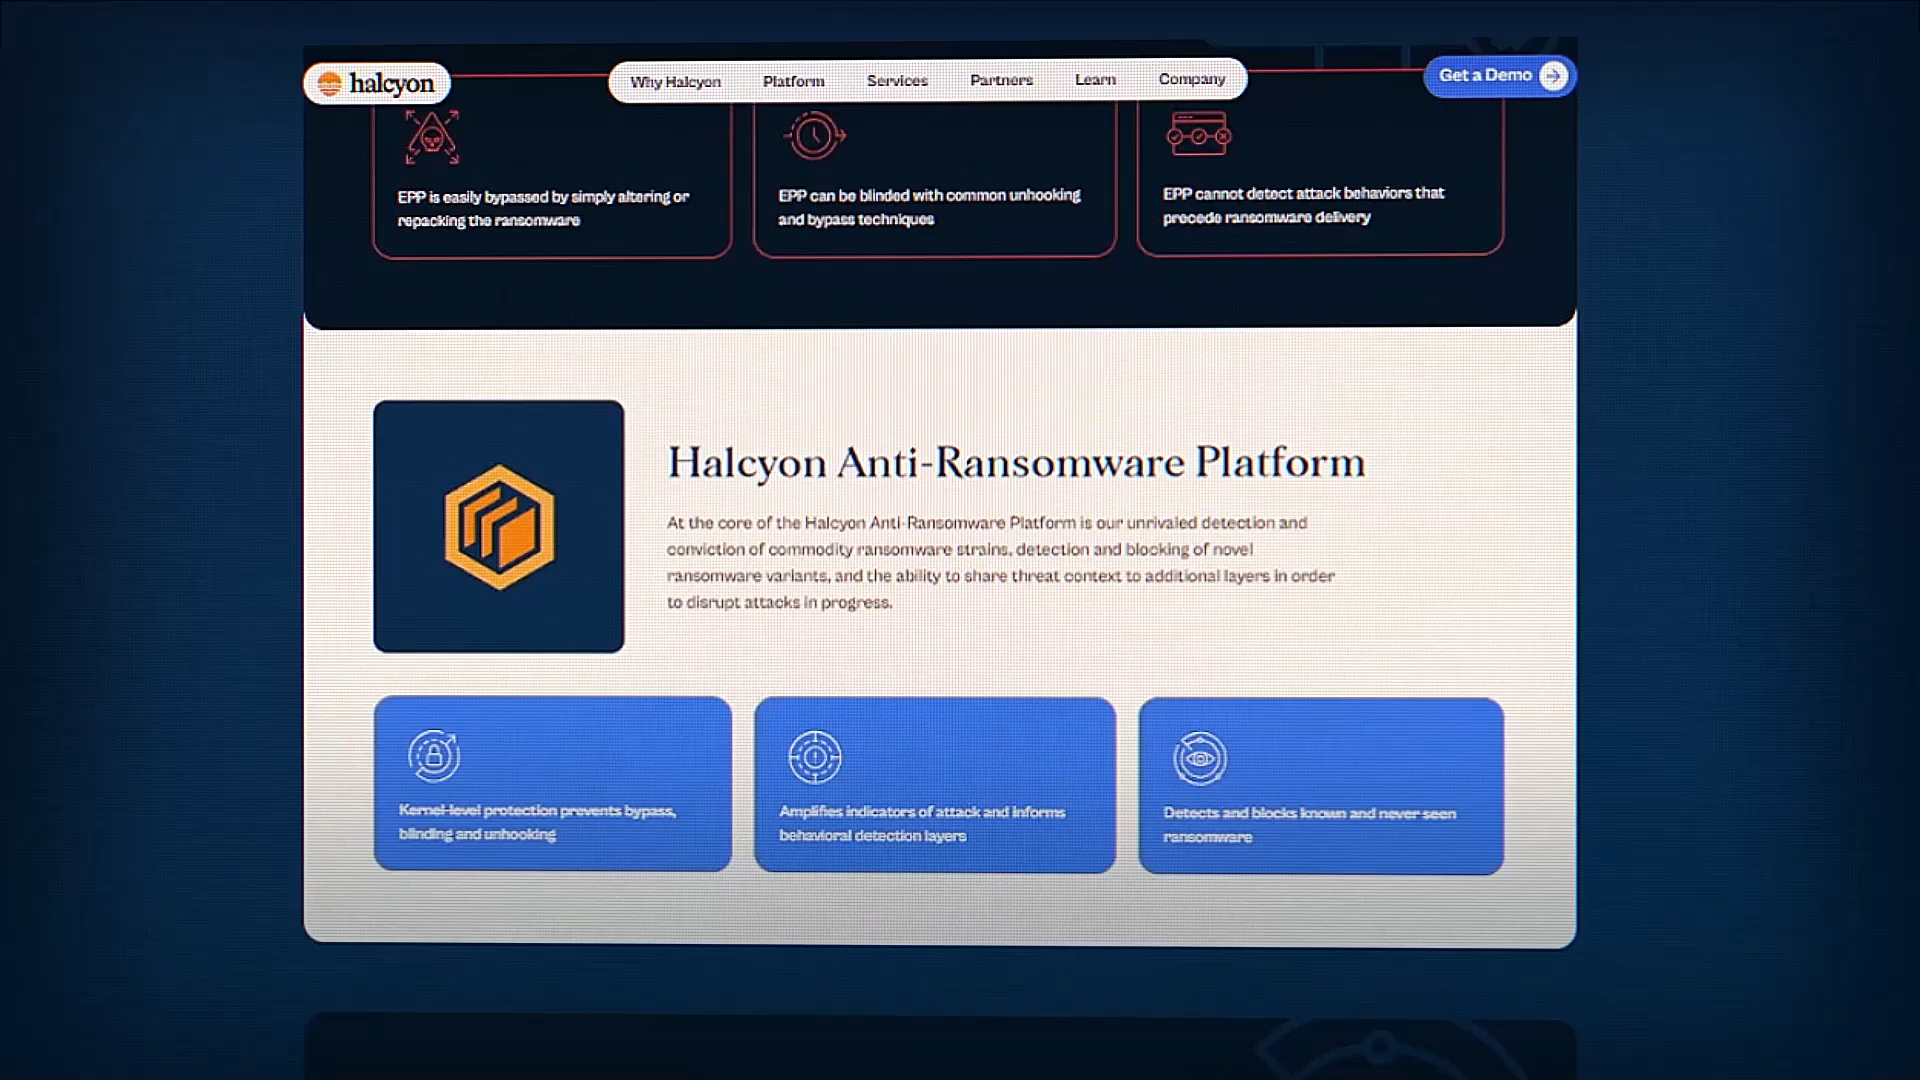 halcyon
Why Halcyon
Platform
Services
Partners
Learn
Company
Get a Demo
EPP is easily bypassed by simply altering or
repacking the ransomware
EPP can be blinded with common unhooking
and bypass techniques
EPP cannot detect attack behaviors that
precede ransomware delivery
Halcyon Anti-Ransomware Platform
At the core of the Halcyon Anti-Ransomware Platform is our unrivaled detection and
conviction of commodity ransomware strains, detection and blocking of novel
ransomware variants, and the ability to share threat context to additional layers in order
to disrupt attacks in progress.
Kernel-level protection prevents bypass,
blinding and unhooking
Amplifies indicators of attack and informs
behavioral detection layers
Detects and blocks known and never seen
ransomware